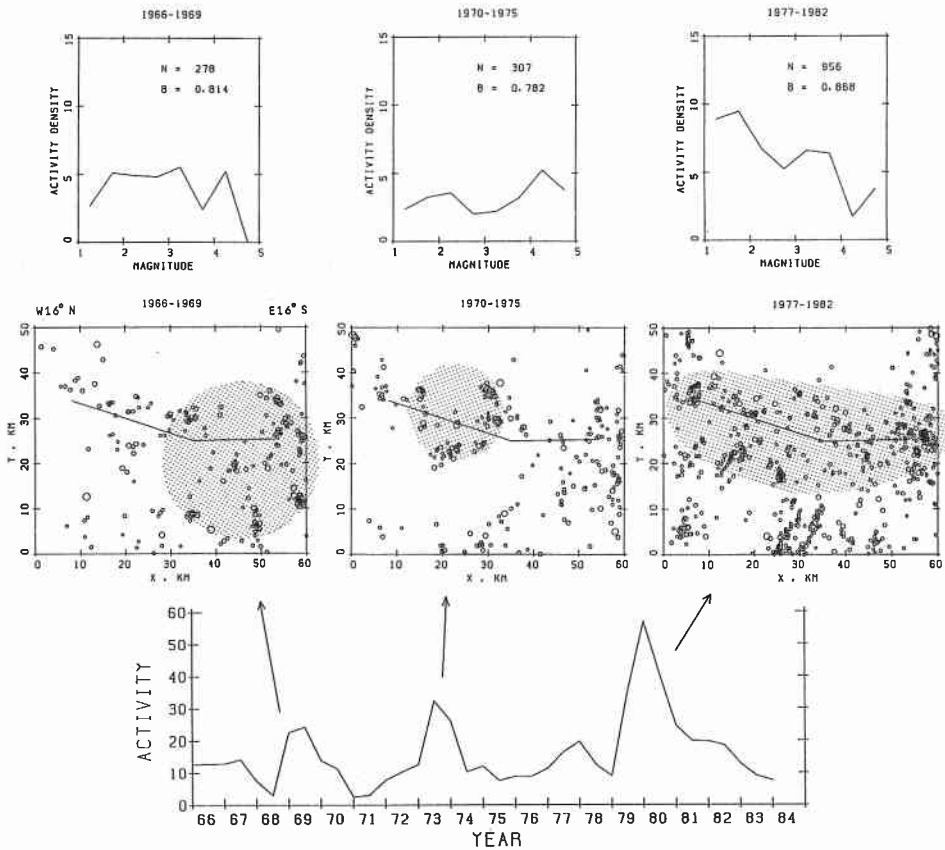 1966-1969
1970-1975
1977-1982
15
10
5
0
ACTIVITY DENSITY
N = 278
B = 0.814
1 2 3 4 5
MAGNITUDE
15
10
5
0
ACTIVITY DENSITY
N = 307
B = 0.782
1 2 3 4 5
MAGNITUDE
15
10
5
0
ACTIVITY DENSITY
N = 956
B = 0.868
1 2 3 4 5
MAGNITUDE
W16° N
1966-1969
E16° S
1970-1975
1977-1982
50
40
30
20
10
0
Y , KM
0 10 20 30 40 50 60
X , KM
50
40
30
20
10
0
Y , KM
0 10 20 30 40 50 60
X , KM
50
40
30
20
10
0
Y , KM
0 10 20 30 40 50 60
X , KM
60
50
40
30
20
10
0
ACTIVITY
66 67 68 69 70 71 72 73 74 75 76 77 78 79 80 81 82 83 84
YEAR